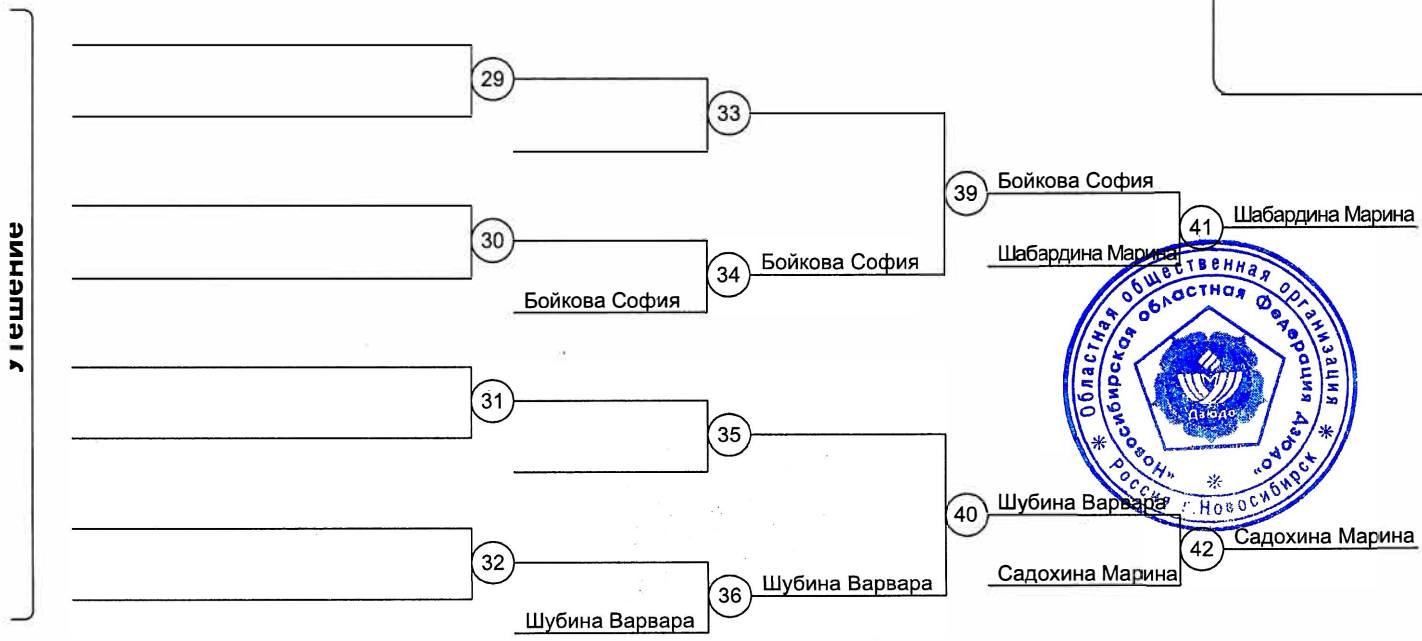 утешение
29
33
39
Бойкова София
41
Шабардина Марина
Шабардина Марина
30
34
Бойкова София
Бойкова София
31
35
40
Шубина Варвара
42
Садохина Марина
Садохина Марина
32
36
Шубина Варвара
Шубина Варвара
Областная общественная организация
* Россия г.Новосибирск *
"Новосибирская областная Федерация Дзюдо" *
Дзюдо